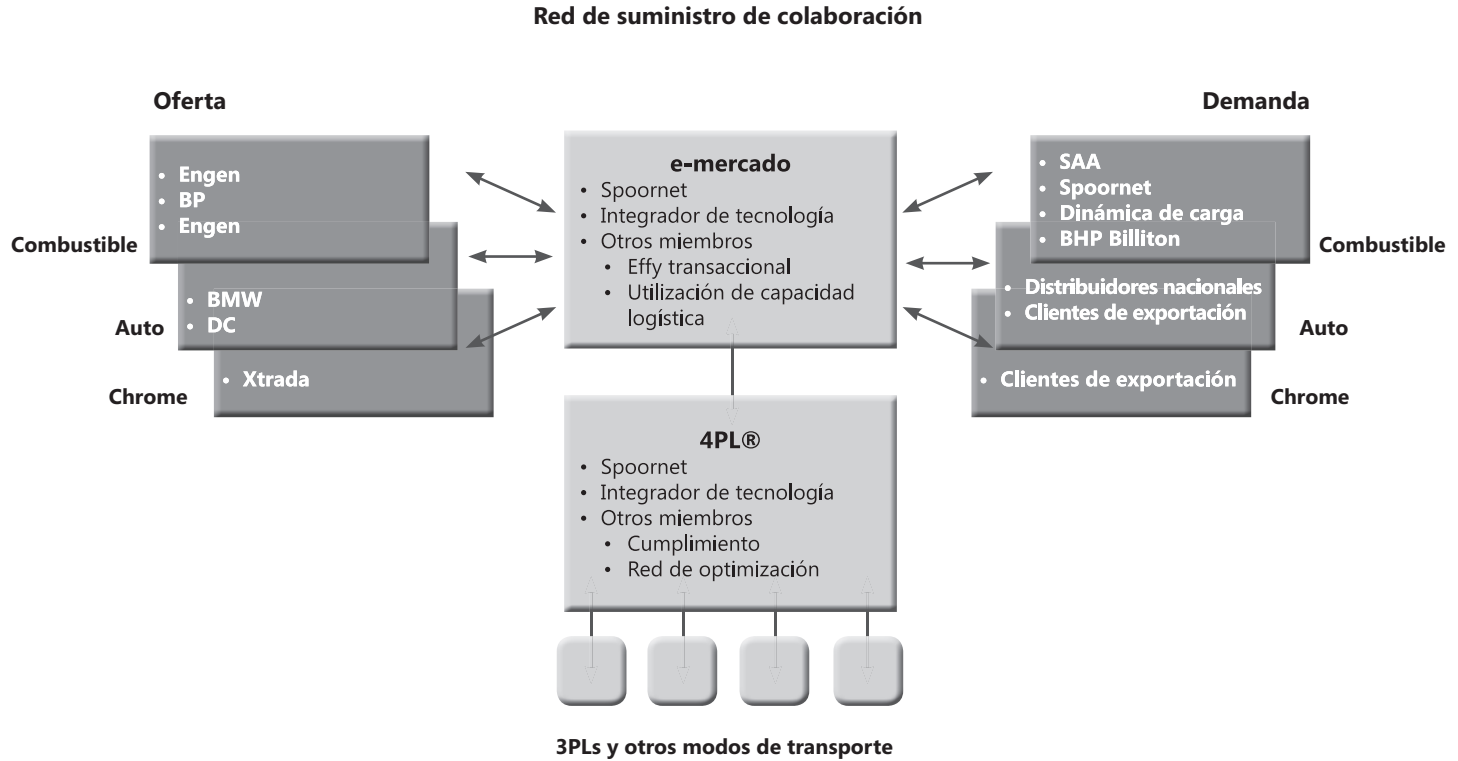 Red de suministro de colaboración
Oferta
• Engen
• BP
• Engen
Combustible
• BMW
• DC
Auto
• Xtrada
Chrome
e-mercado
• Spoornet
• Integrador de tecnología
• Otros miembros
• Effy transaccional
• Utilización de capacidad
logística
4PL®
• Spoornet
• Integrador de tecnología
• Otros miembros
• Cumplimiento
• Red de optimización
3PLs y otros modos de transporte
Demanda
• SAA
• Spoornet
• Dinámica de carga
• BHP Billiton
Combustible
• Distribuidores nacionales
• Clientes de exportación
Auto
• Clientes de exportación
Chrome